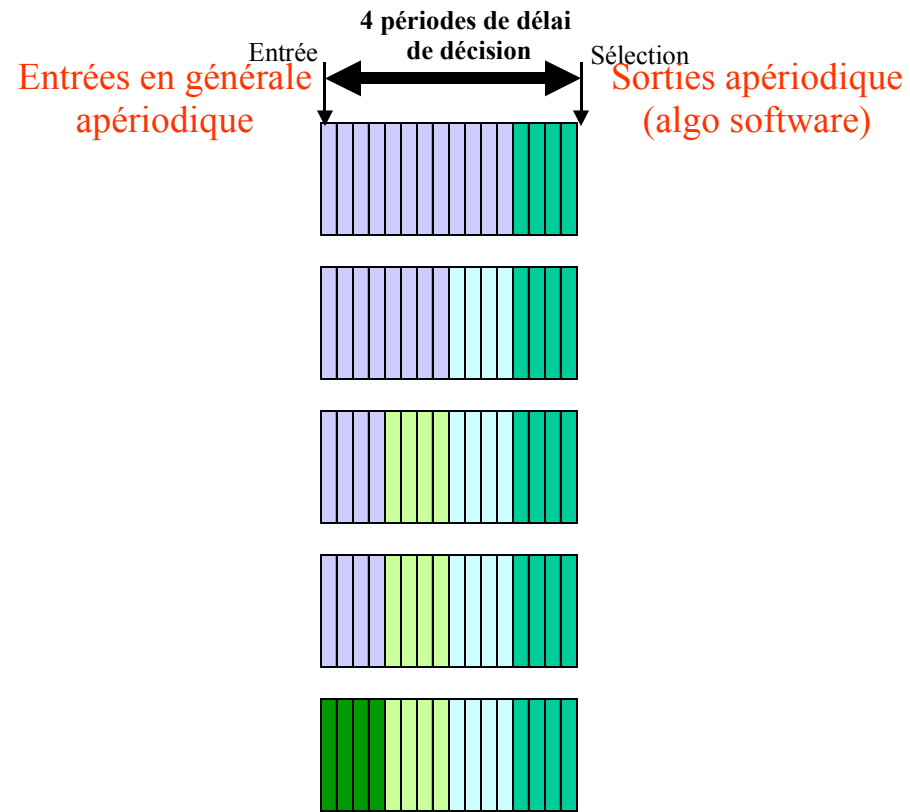 4 périodes de délai
de décision
Entrée
Sélection
Entrées en générale
apériodique
Sorties apériodique
(algo software)